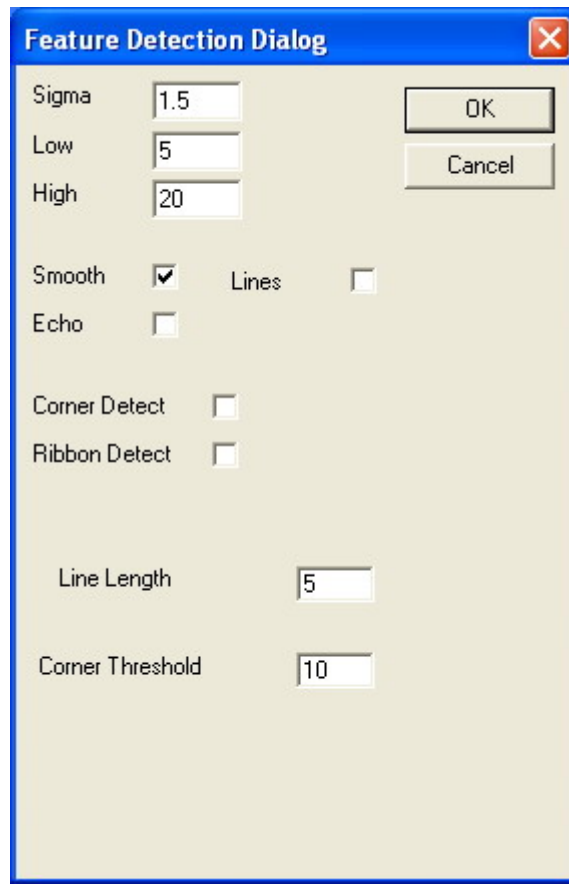 Feature Detection Dialog
Sigma 1.5 OK
Low 5
Cancel
High 20
Smooth Lines
Echo
Corner Detect
Ribbon Detect
Line Length 5
Corner Threshold 10